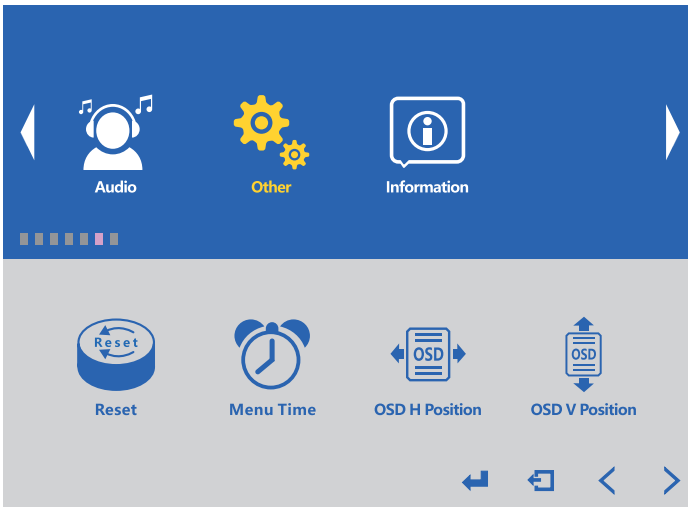 Audio
Other
Information
Reset
OSD
OSD
Reset
Menu Time
OSD H Position
OSD V Position